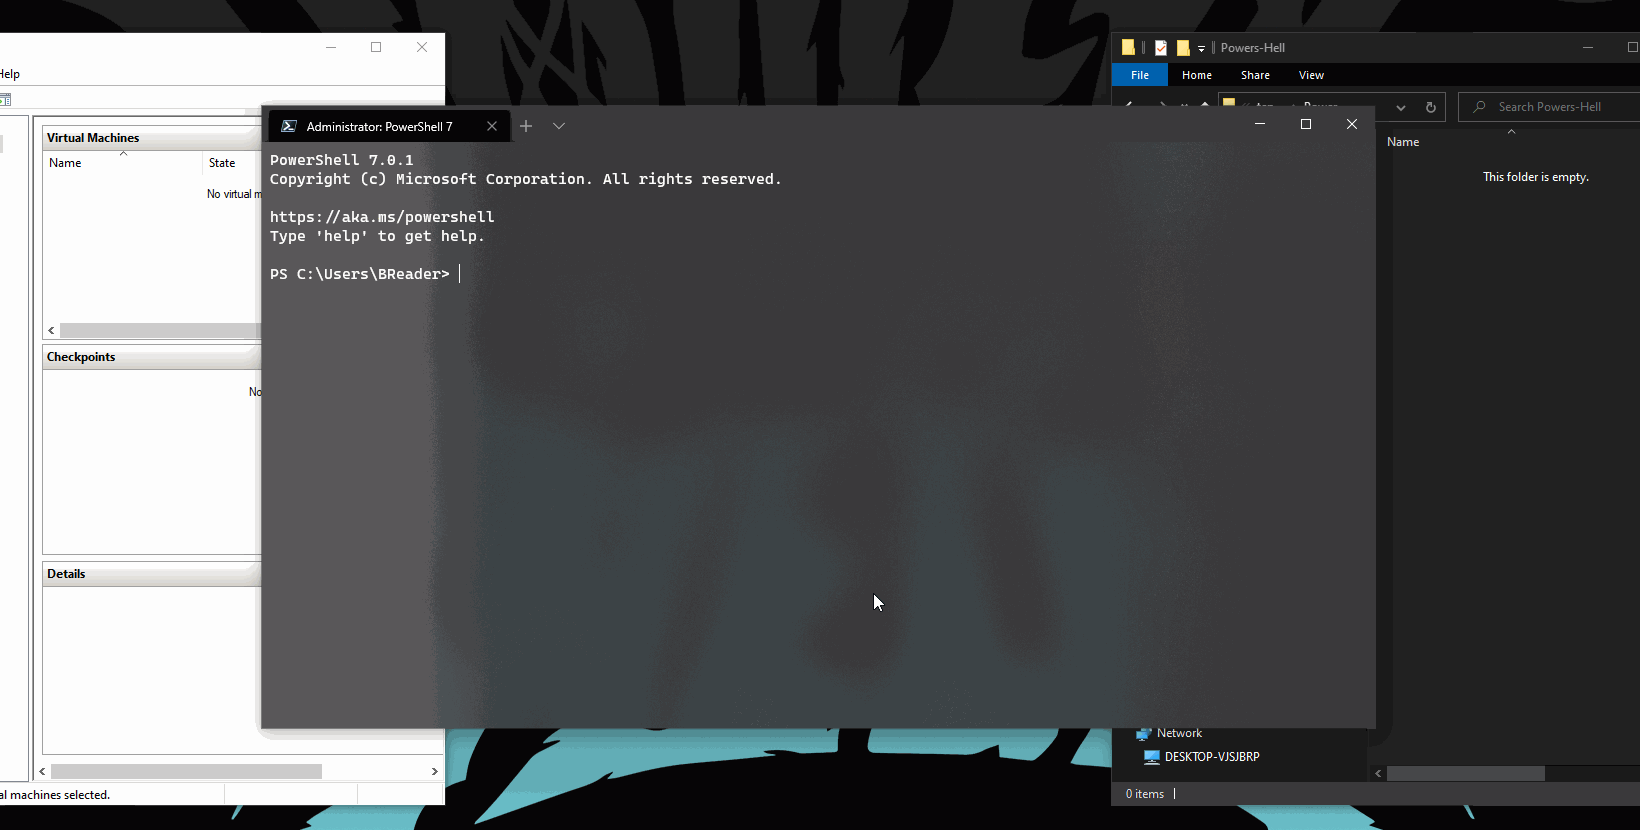 Help
Virtual Machines
Name
State
No virtual
Checkpoints
No
Details
machines selected.
Administrator: PowerShell 7
PowerShell 7.0.1
Copyright (c) Microsoft Corporation. All rights reserved.
https://aka.ms/powershell
Type 'help' to get help.
PS C:\Users\BReader>
Powers-Hell
File
Home
Share
View
Search Powers-Hell
Name
This folder is empty.
Network
DESKTOP-VJSJBRP
0 items